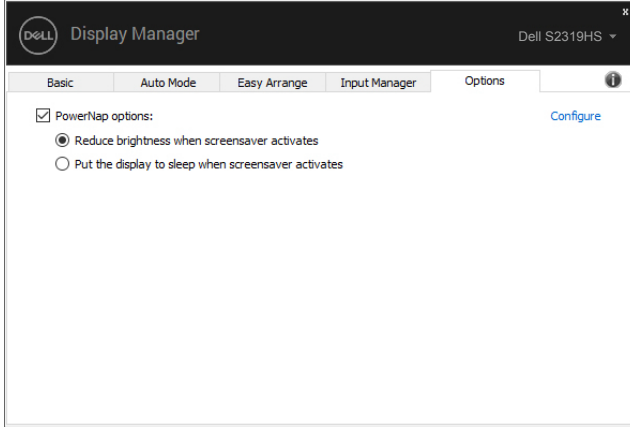 x
DELL Display Manager Dell S2319HS
Basic Auto Mode Easy Arrange Input Manager Options i
PowerNap options: Configure
Reduce brightness when screensaver activates
Put the display to sleep when screensaver activates